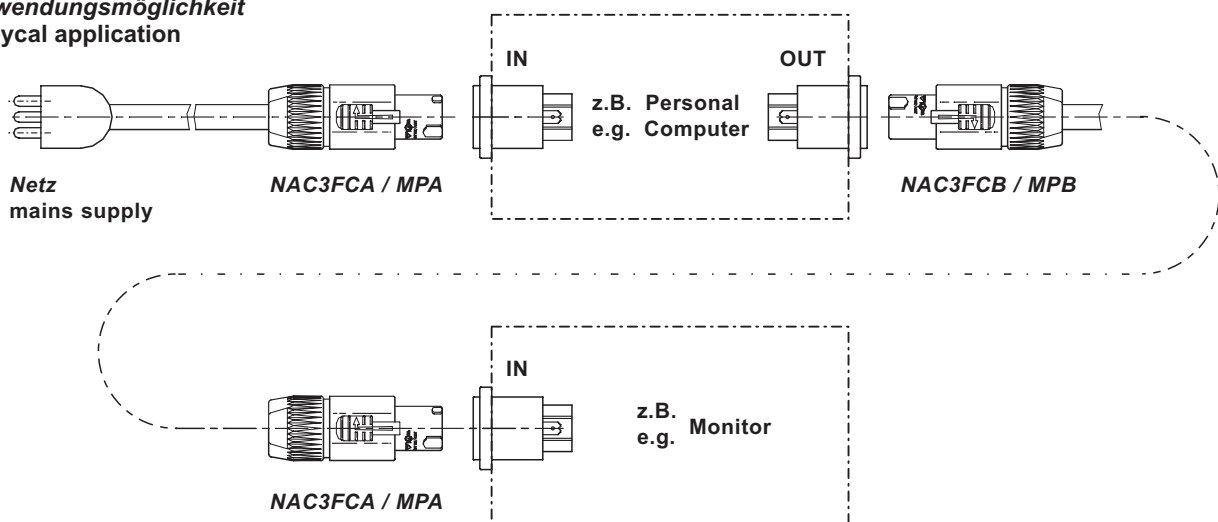 wendungsmöglichkeit
ycal application
IN
OUT
z.B. Personal
e.g. Computer
Netz
mains supply
NAC3FCA / MPA
NAC3FCB / MPB
IN
z.B.
e.g. Monitor
NAC3FCA / MPA